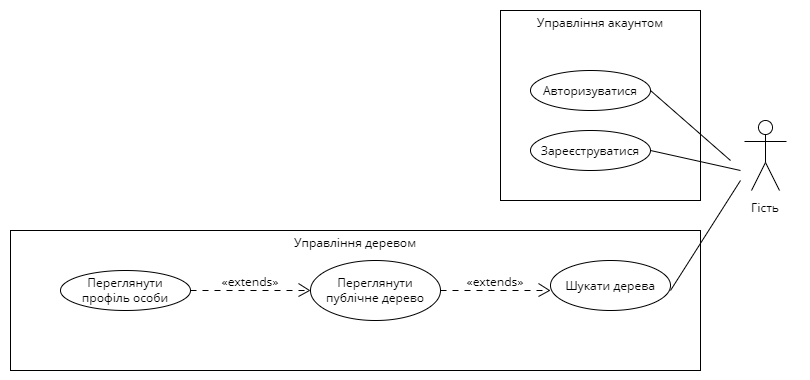 Управління акаунтом
Авторизуватися
Зареєструватися
Гість
Управління деревом
Переглянути
профіль особи
«extends»
Переглянути
публічне дерево
«extends»
Шукати дерева